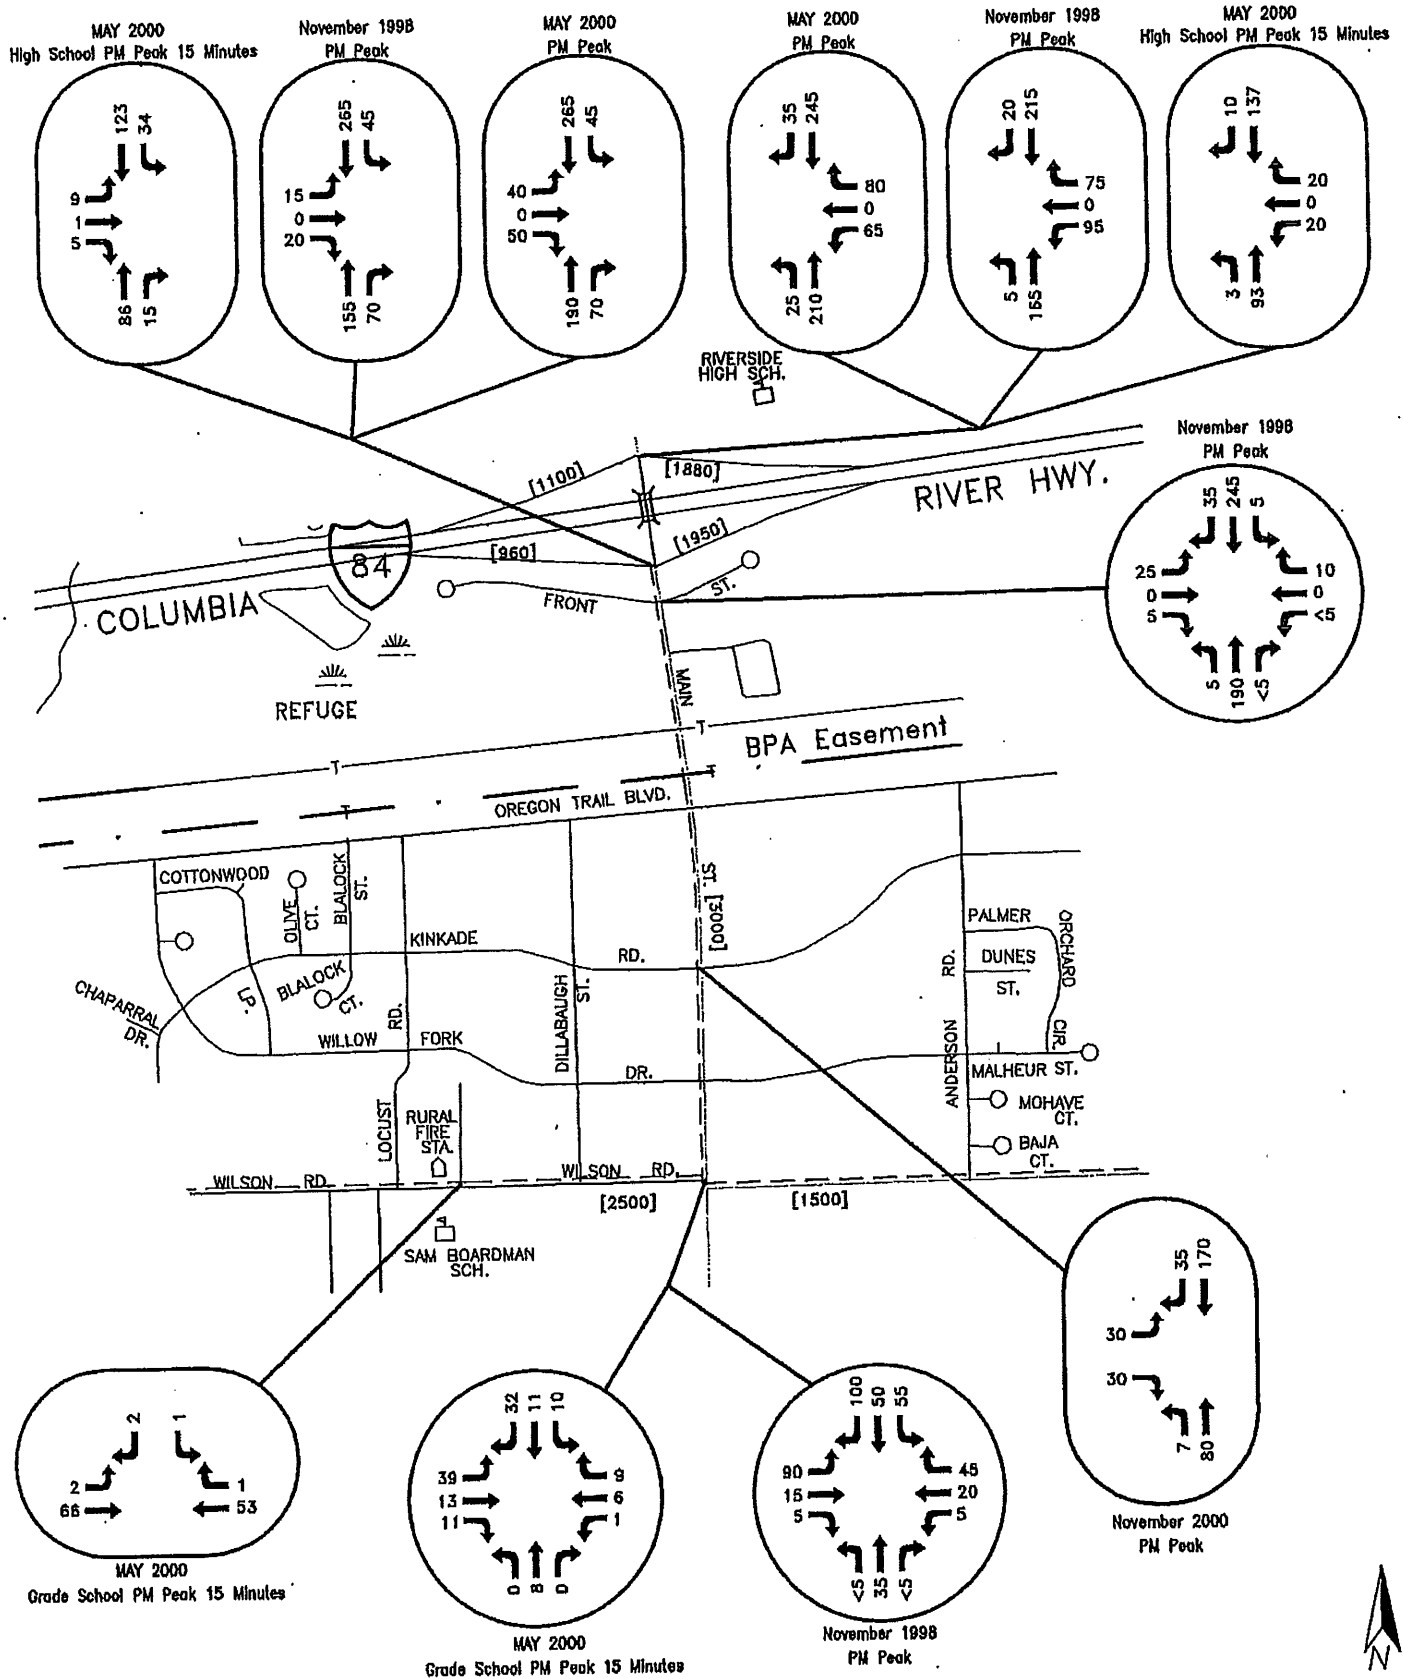 MAY 2000
High School PM Peak 15 Minutes
November 1998
PM Peak
MAY 2000
PM Peak
MAY 2000
PM Peak
November 1998
PM Peak
MAY 2000
High School PM Peak 15 Minutes
123
34
9
1
5
86
15
265
45
15
0
20
155
70
265
45
40
0
50
190
70
35
245
80
0
65
25
210
20
215
75
0
95
5
165
10
137
20
0
20
3
93
RIVERSIDE
HIGH SCH.
[1100]
[1880]
[960]
[1950]
84
COLUMBIA
RIVER HWY.
FRONT
ST.
November 1998
PM Peak
35
245
5
25
0
5
10
0
<5
5
190
<5
REFUGE
MAIN
T
T
T
T
BPA Easement
OREGON TRAIL BLVD.
COTTONWOOD
LP.
OLIVE
CT.
BLALOCK
ST.
KINKADE
RD.
ST. [3000]
PALMER
ORCHARD
CIR.
DUNES
ST.
CHAPARRAL
DR.
BLALOCK
CT.
RD.
DILLABAUGH
ST.
RD.
WILLOW
FORK
DR.
ANDERSON
MALHEUR ST.
MOHAVE
CT.
BAJA
CT.
LOCUST
RURAL
FIRE
STA.
WILSON
RD.
WILSON
RD.
[2500]
[1500]
SAM BOARDMAN
SCH.
35
170
30
30
7
80
November 2000
PM Peak
2
1
2
66
1
53
MAY 2000
Grade School PM Peak 15 Minutes
32
11
10
39
13
11
9
6
1
0
8
0
MAY 2000
Grade School PM Peak 15 Minutes
100
50
55
90
15
5
45
20
5
<5
35
<5
November 1998
PM Peak
N